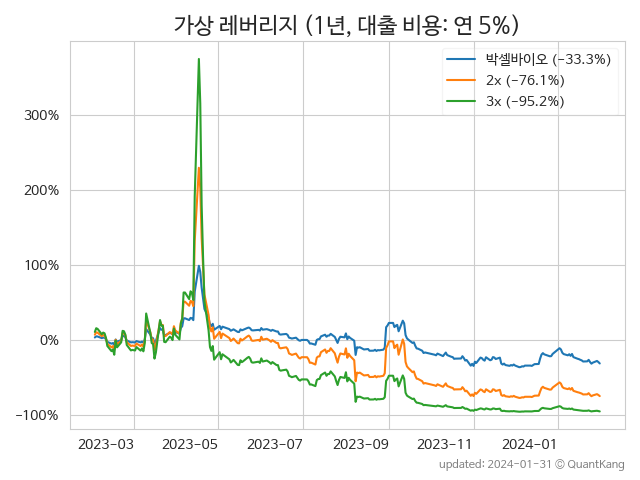 가상 레버리지 (1년, 대출 비용: 연 5%)
박셀바이오 (-33.3%)
2x (-76.1%)
3x (-95.2%)
300%
200%
100%
0%
-100%
2023-03 2023-05 2023-07 2023-09 2023-11 2024-01
updated: 2024-01-31 © QuantKang